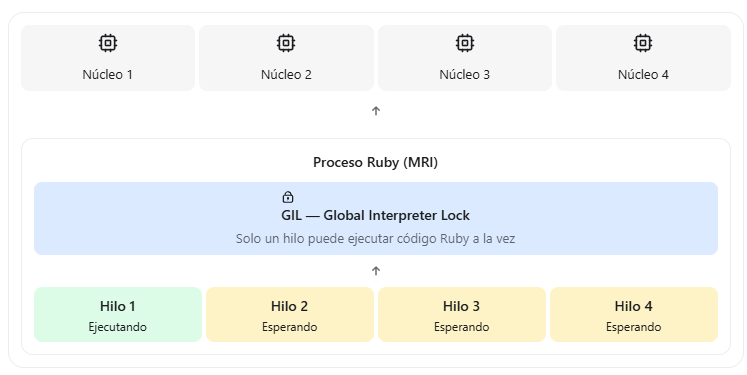 Núcleo 1
Núcleo 2
Núcleo 3
Núcleo 4
Proceso Ruby (MRI)
GIL — Global Interpreter Lock
Solo un hilo puede ejecutar código Ruby a la vez
Hilo 1
Ejecutando
Hilo 2
Esperando
Hilo 3
Esperando
Hilo 4
Esperando